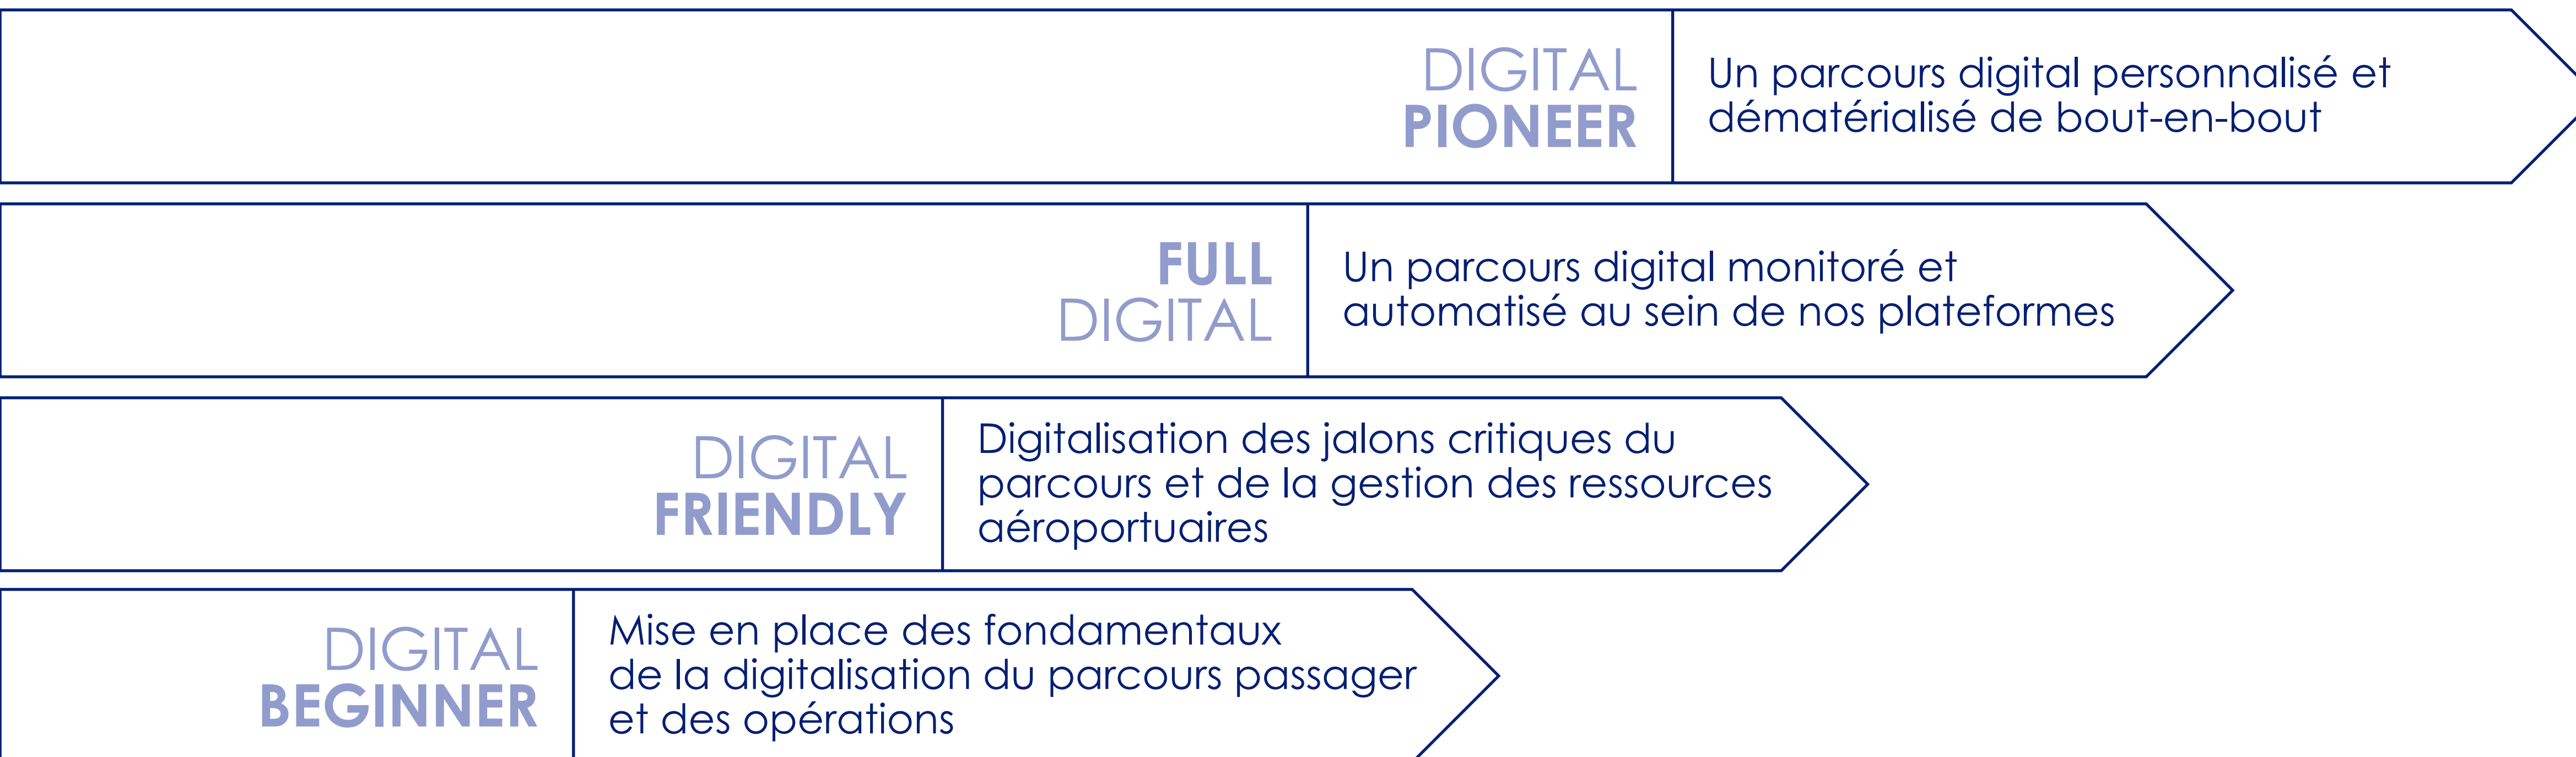 DIGITAL
PIONEER
Un parcours digital personnalisé et
dématérialisé de bout-en-bout
FULL
DIGITAL
Un parcours digital monitoré et
automatisé au sein de nos plateformes
DIGITAL
FRIENDLY
Digitalisation des jalons critiques du
parcours et de la gestion des ressources
aéroportuaires
DIGITAL
BEGINNER
Mise en place des fondamentaux
de la digitalisation du parcours passager
et des opérations